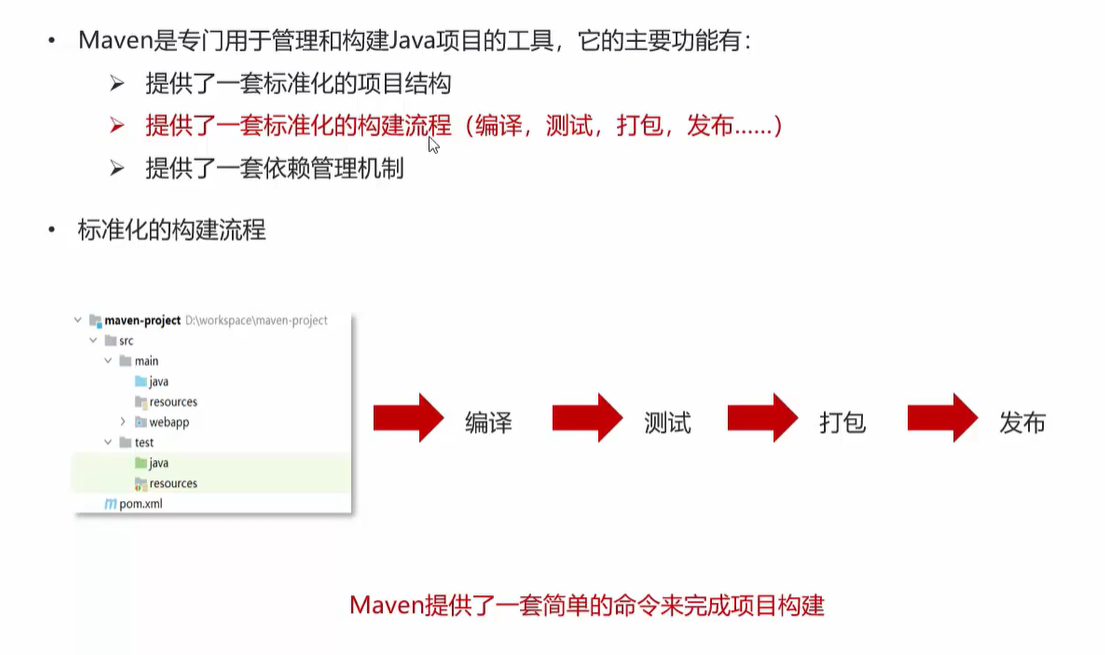 • Maven是专门用于管理和构建Java项目的工具，它的主要功能有：
➢ 提供了一套标准化的项目结构
➢ 提供了一套标准化的构建流程（编译，测试，打包，发布……）
➢ 提供了一套依赖管理机制
• 标准化的构建流程
maven-project D:\workspace\maven-project
src
main
java
resources
webapp
test
java
resources
pom.xml
编译 测试 打包 发布
Maven提供了一套简单的命令来完成项目构建